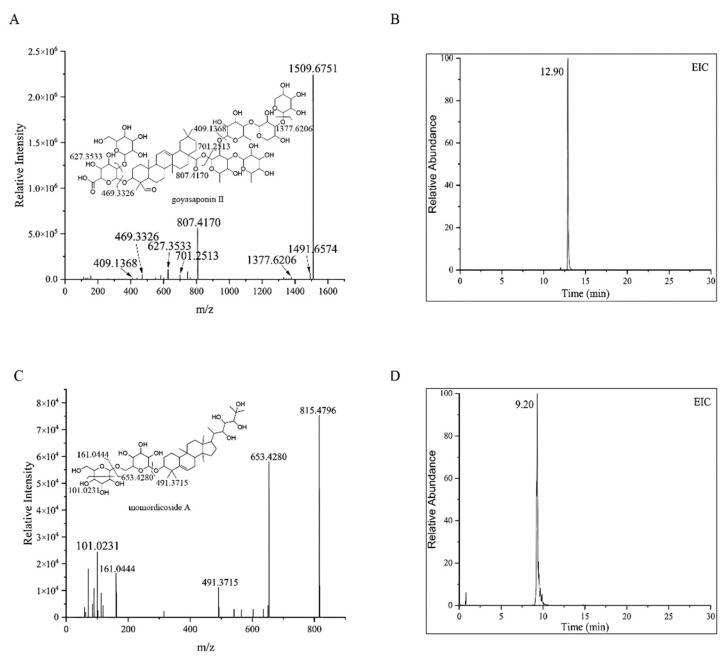 A
B
2.5×10⁶
2.0×10⁶
1.5×10⁶
1.0×10⁶
5.0×10⁵
0
Relative Intensity
1509.6751
409.1368
1377.6206
701.2513
627.3533
807.4170
469.3326
goyasaponin II
807.4170
469.3326
627.3533
701.2513
409.1368
1377.6206
1491.6574
0 200 400 600 800 1000 1200 1400 1600
m/z
EIC
12.90
100
80
60
40
20
0
Relative Abundance
0 5 10 15 20 25 30
Time (min)
C
D
8×10⁴
7×10⁴
6×10⁴
5×10⁴
4×10⁴
3×10⁴
2×10⁴
1×10⁴
0
Relative Intensity
815.4796
653.4280
161.0444
653.4280
491.3715
101.0231
momordicoside A
101.0231
161.0444
491.3715
0 200 400 600 800
m/z
EIC
9.20
100
80
60
40
20
0
Relative Abundance
0 5 10 15 20 25 30
Time (min)